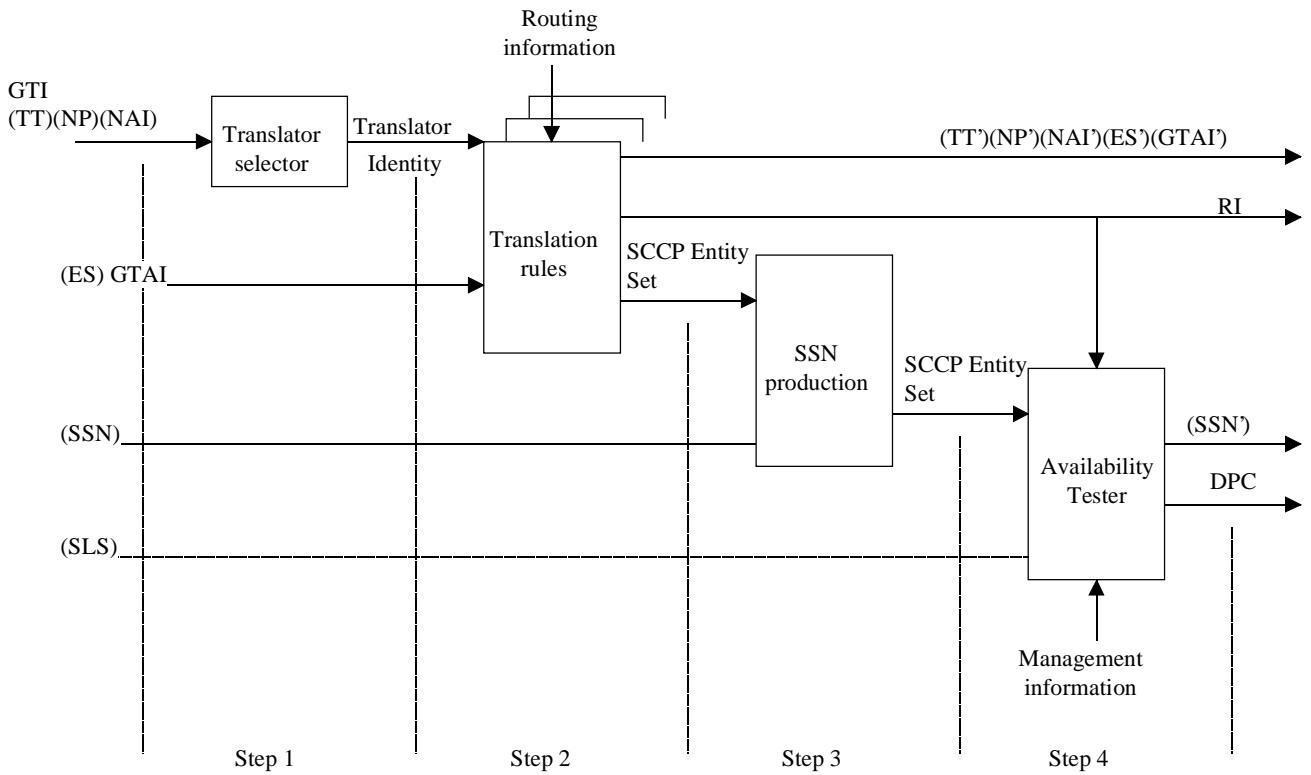 Routing
information
GTI
(TT)(NP)(NAI)
Translator
selector
Translator
Identity
(TT’)(NP’)(NAI’)(ES’)(GTAI’)
RI
Translation
rules
(ES) GTAI
SCCP Entity
Set
SSN
production
SCCP Entity
Set
(SSN)
(SSN’)
Availability
Tester
DPC
(SLS)
Management
information
Step 1
Step 2
Step 3
Step 4